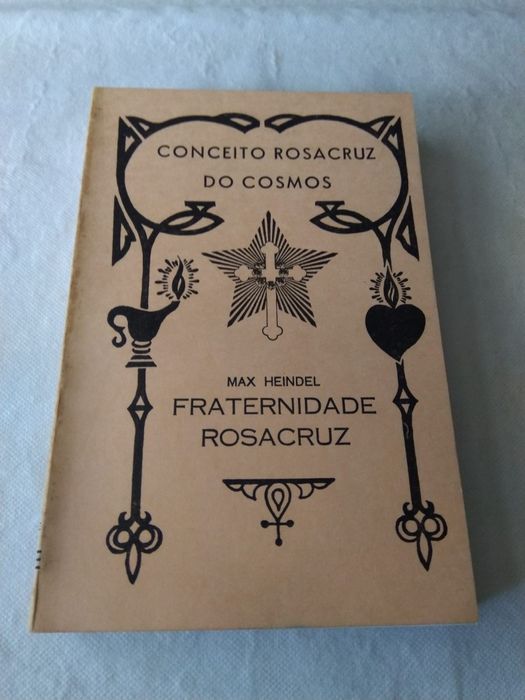 CONCEITO ROSACRUZ
DO COSMOS
MAX HEINDEL
FRATERNIDADE
ROSACRUZ